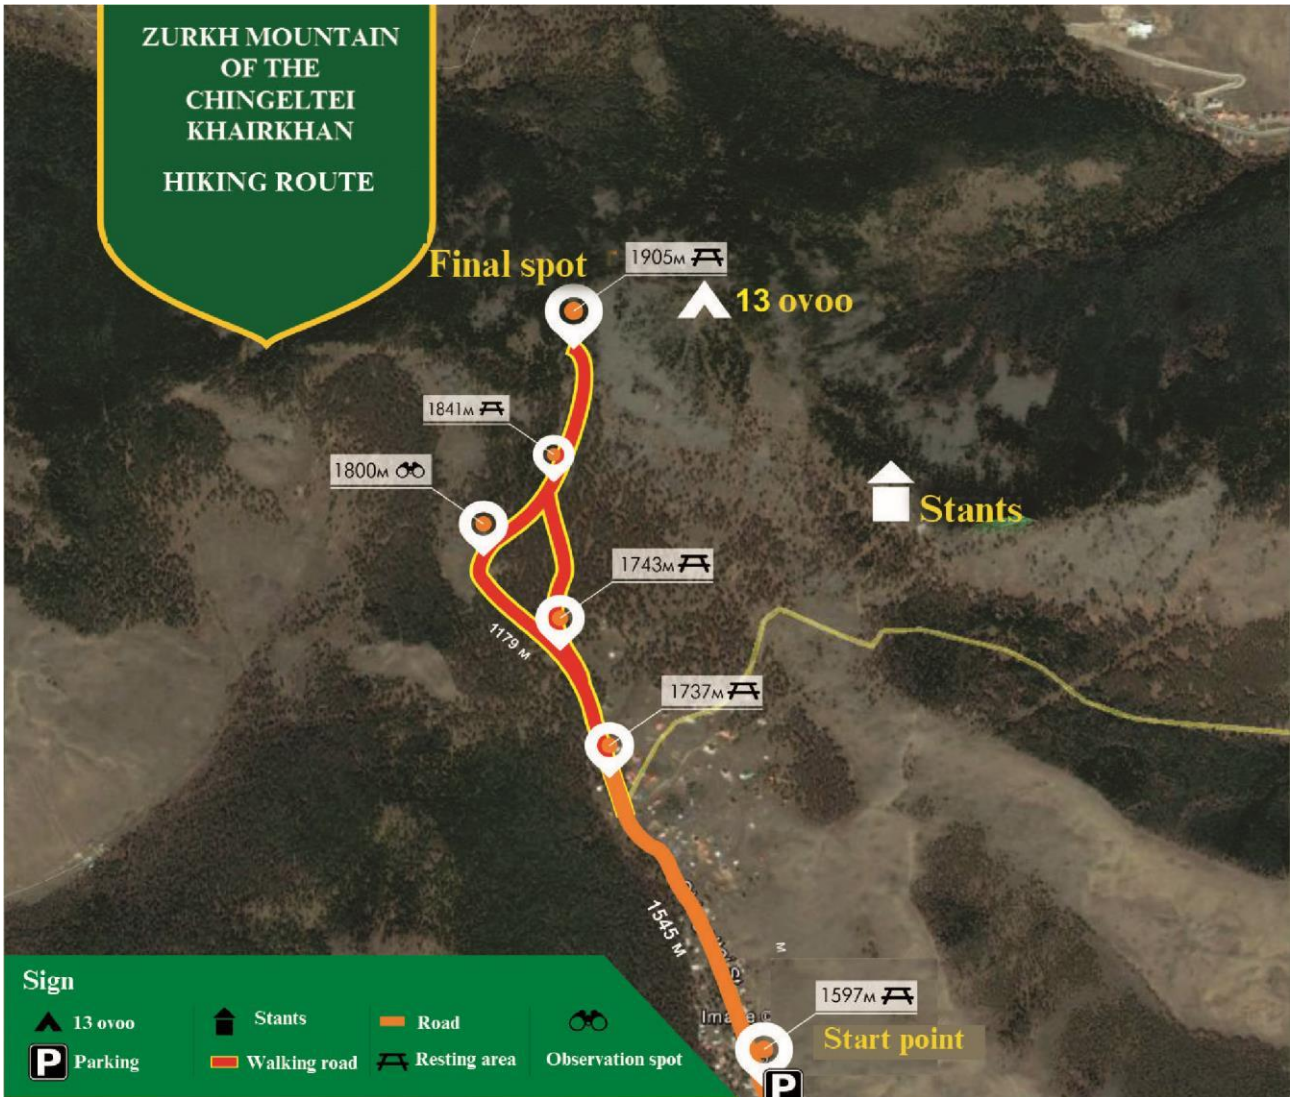 ZURKH MOUNTAIN
OF THE
CHINGELTEI
KHAIRKHAN
HIKING ROUTE
Final spot
1905м
13 ovoo
1841м
1800м
Stants
1743м
1179 м
1737м
1545 м
м
1597м
Start point
P
Sign
13 ovoo
Stants
Road
P Parking
Walking road
Resting area
Observation spot